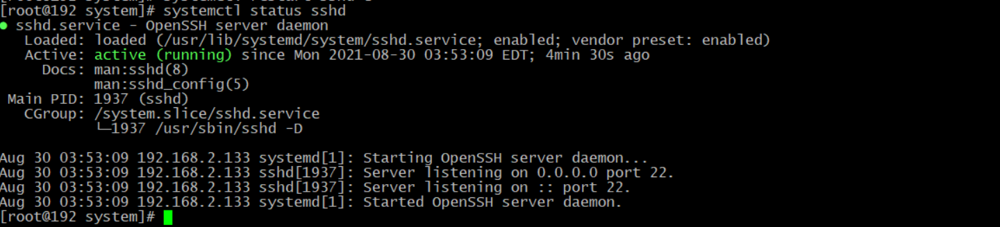 [root@192 system]# systemctl status sshd
● sshd.service - OpenSSH server daemon
   Loaded: loaded (/usr/lib/systemd/system/sshd.service; enabled; vendor preset: enabled)
   Active: active (running) since Mon 2021-08-30 03:53:09 EDT; 4min 30s ago
     Docs: man:sshd(8)
           man:sshd_config(5)
 Main PID: 1937 (sshd)
   CGroup: /system.slice/sshd.service
           └─1937 /usr/sbin/sshd -D
Aug 30 03:53:09 192.168.2.133 systemd[1]: Starting OpenSSH server daemon...
Aug 30 03:53:09 192.168.2.133 sshd[1937]: Server listening on 0.0.0.0 port 22.
Aug 30 03:53:09 192.168.2.133 sshd[1937]: Server listening on :: port 22.
Aug 30 03:53:09 192.168.2.133 systemd[1]: Started OpenSSH server daemon.
[root@192 system]#